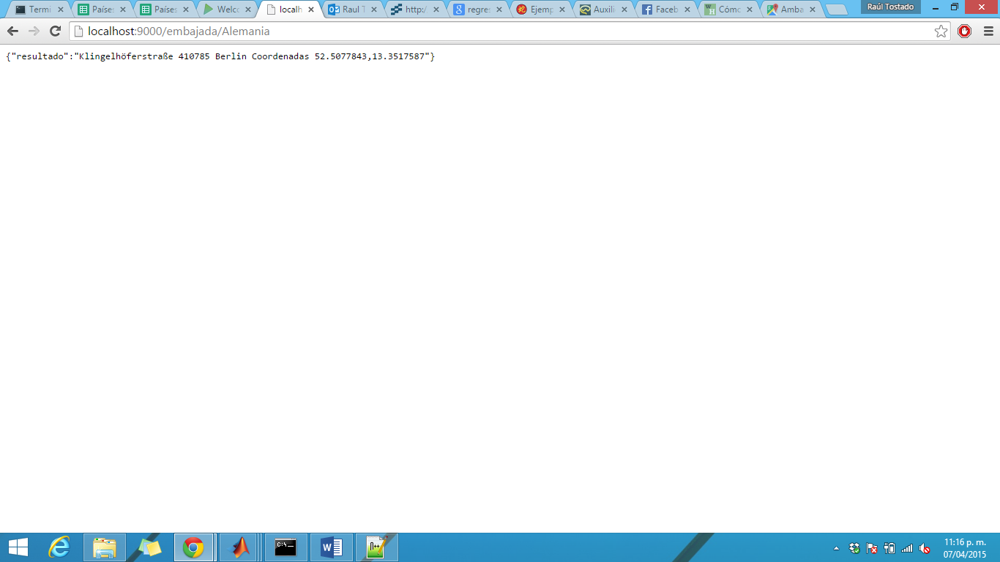 Termi
Países
Países
Welco
localh
Raul T
http:/
regres
Ejemp
Auxili
Faceb
Cómo
Amba
Raúl Tostado
localhost:9000/embajada/Alemania
{"resultado":"Klingelhöferstraße 410785 Berlin Coordenadas 52.5077843,13.3517587"}
11:16 p. m.
07/04/2015